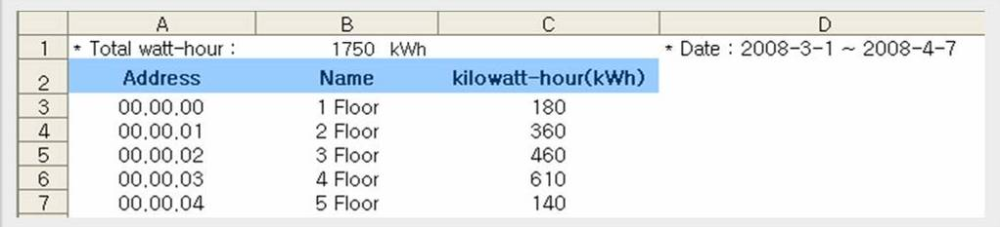 A B C D
1 * Total watt-hour : 1750 kWh * Date : 2008-3-1 ~ 2008-4-7
2 Address Name kilowatt-hour(kWh)
3 00.00.00 1 Floor 180
4 00.00.01 2 Floor 360
5 00.00.02 3 Floor 460
6 00.00.03 4 Floor 610
7 00.00.04 5 Floor 140